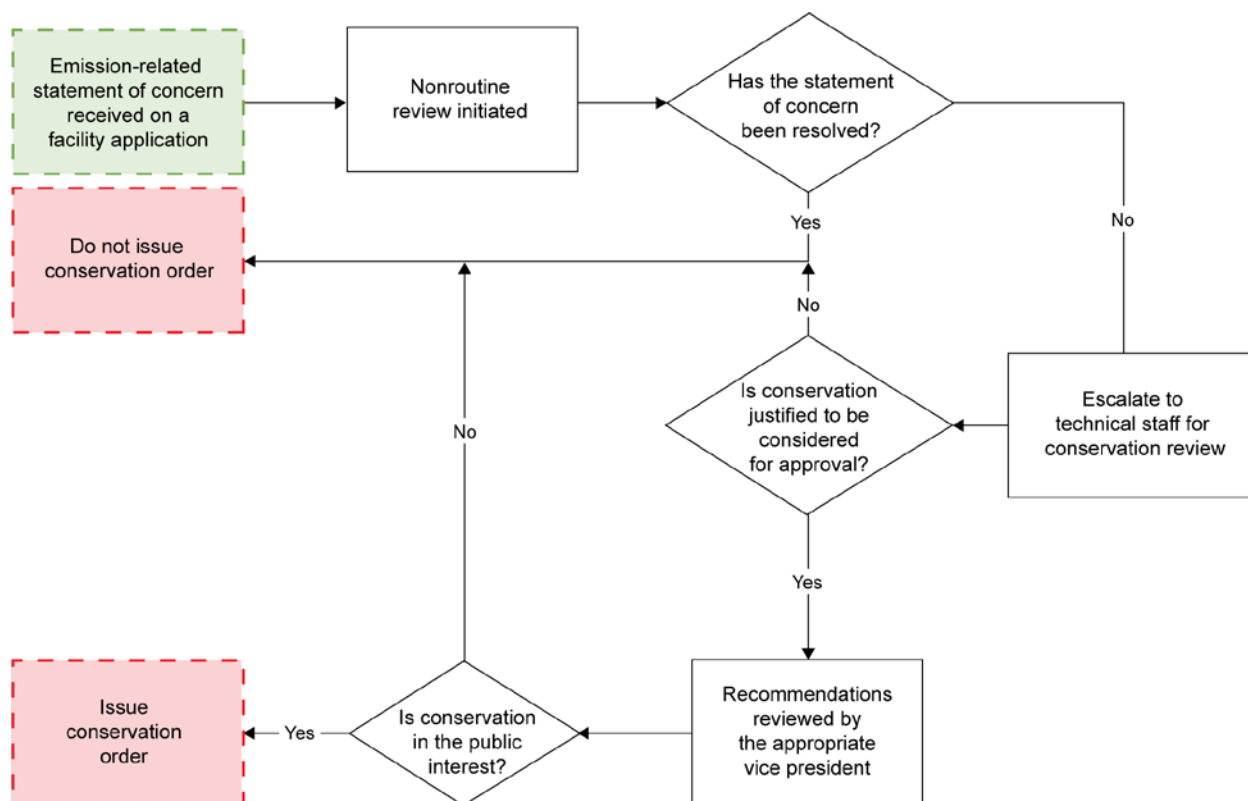 Emission-related
statement of concern
received on a
facility application
Nonroutine
review initiated
Has the statement
of concern
been resolved?
Yes
No
Do not issue
conservation order
No
Is conservation
justified to be
considered
for approval?
Escalate to
technical staff for
conservation review
No
Yes
Issue
conservation
order
Yes
Is conservation
in the public
interest?
Recommendations
reviewed by
the appropriate
vice president